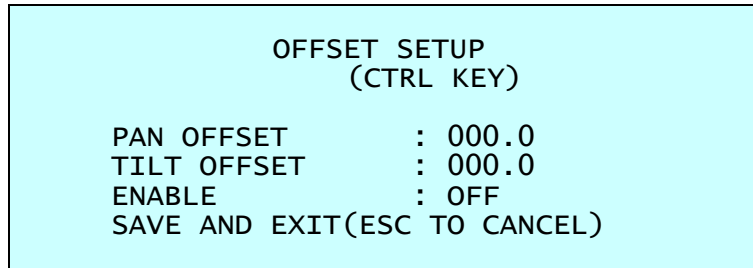 OFFSET SETUP
(CTRL KEY)
PAN OFFSET : 000.0
TILT OFFSET : 000.0
ENABLE : OFF
SAVE AND EXIT(ESC TO CANCEL)